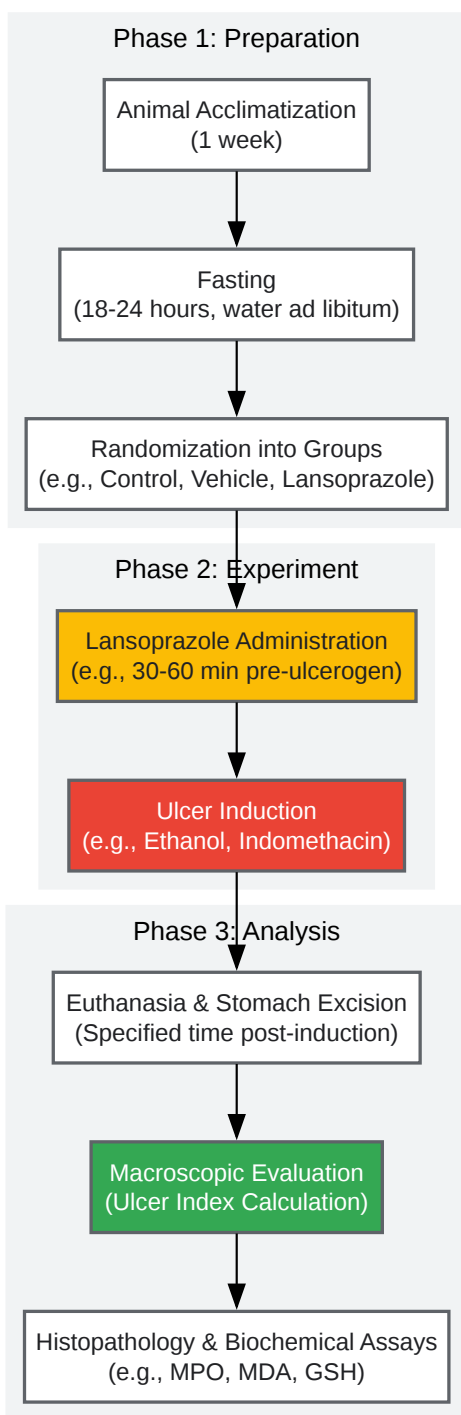 Phase 1: Preparation
Animal Acclimatization
(1 week)
Fasting
(18-24 hours, water ad libitum)
Randomization into Groups
(e.g., Control, Vehicle, Lansoprazole)
Phase 2: Experiment
Lansoprazole Administration
(e.g., 30-60 min pre-ulcerogen)
Ulcer Induction
(e.g., Ethanol, Indomethacin)
Phase 3: Analysis
Euthanasia & Stomach Excision
(Specified time post-induction)
Macroscopic Evaluation
(Ulcer Index Calculation)
Histopathology & Biochemical Assays
(e.g., MPO, MDA, GSH)